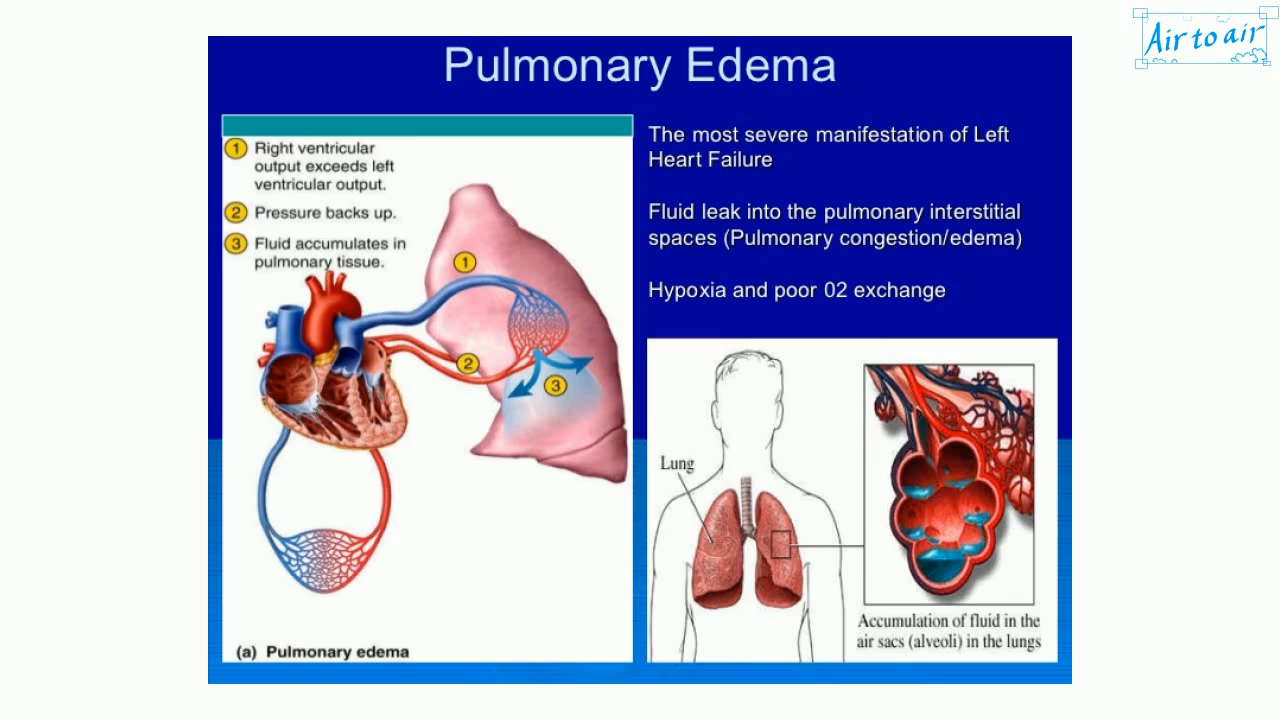 Air to air
Pulmonary Edema
1 Right ventricular
output exceeds left
ventricular output.
2 Pressure backs up.
3 Fluid accumulates in
pulmonary tissue.
1
2
3
(a) Pulmonary edema
The most severe manifestation of Left
Heart Failure
Fluid leak into the pulmonary interstitial
spaces (Pulmonary congestion/edema)
Hypoxia and poor 02 exchange
Lung
Accumulation of fluid in the
air sacs (alveoli) in the lungs